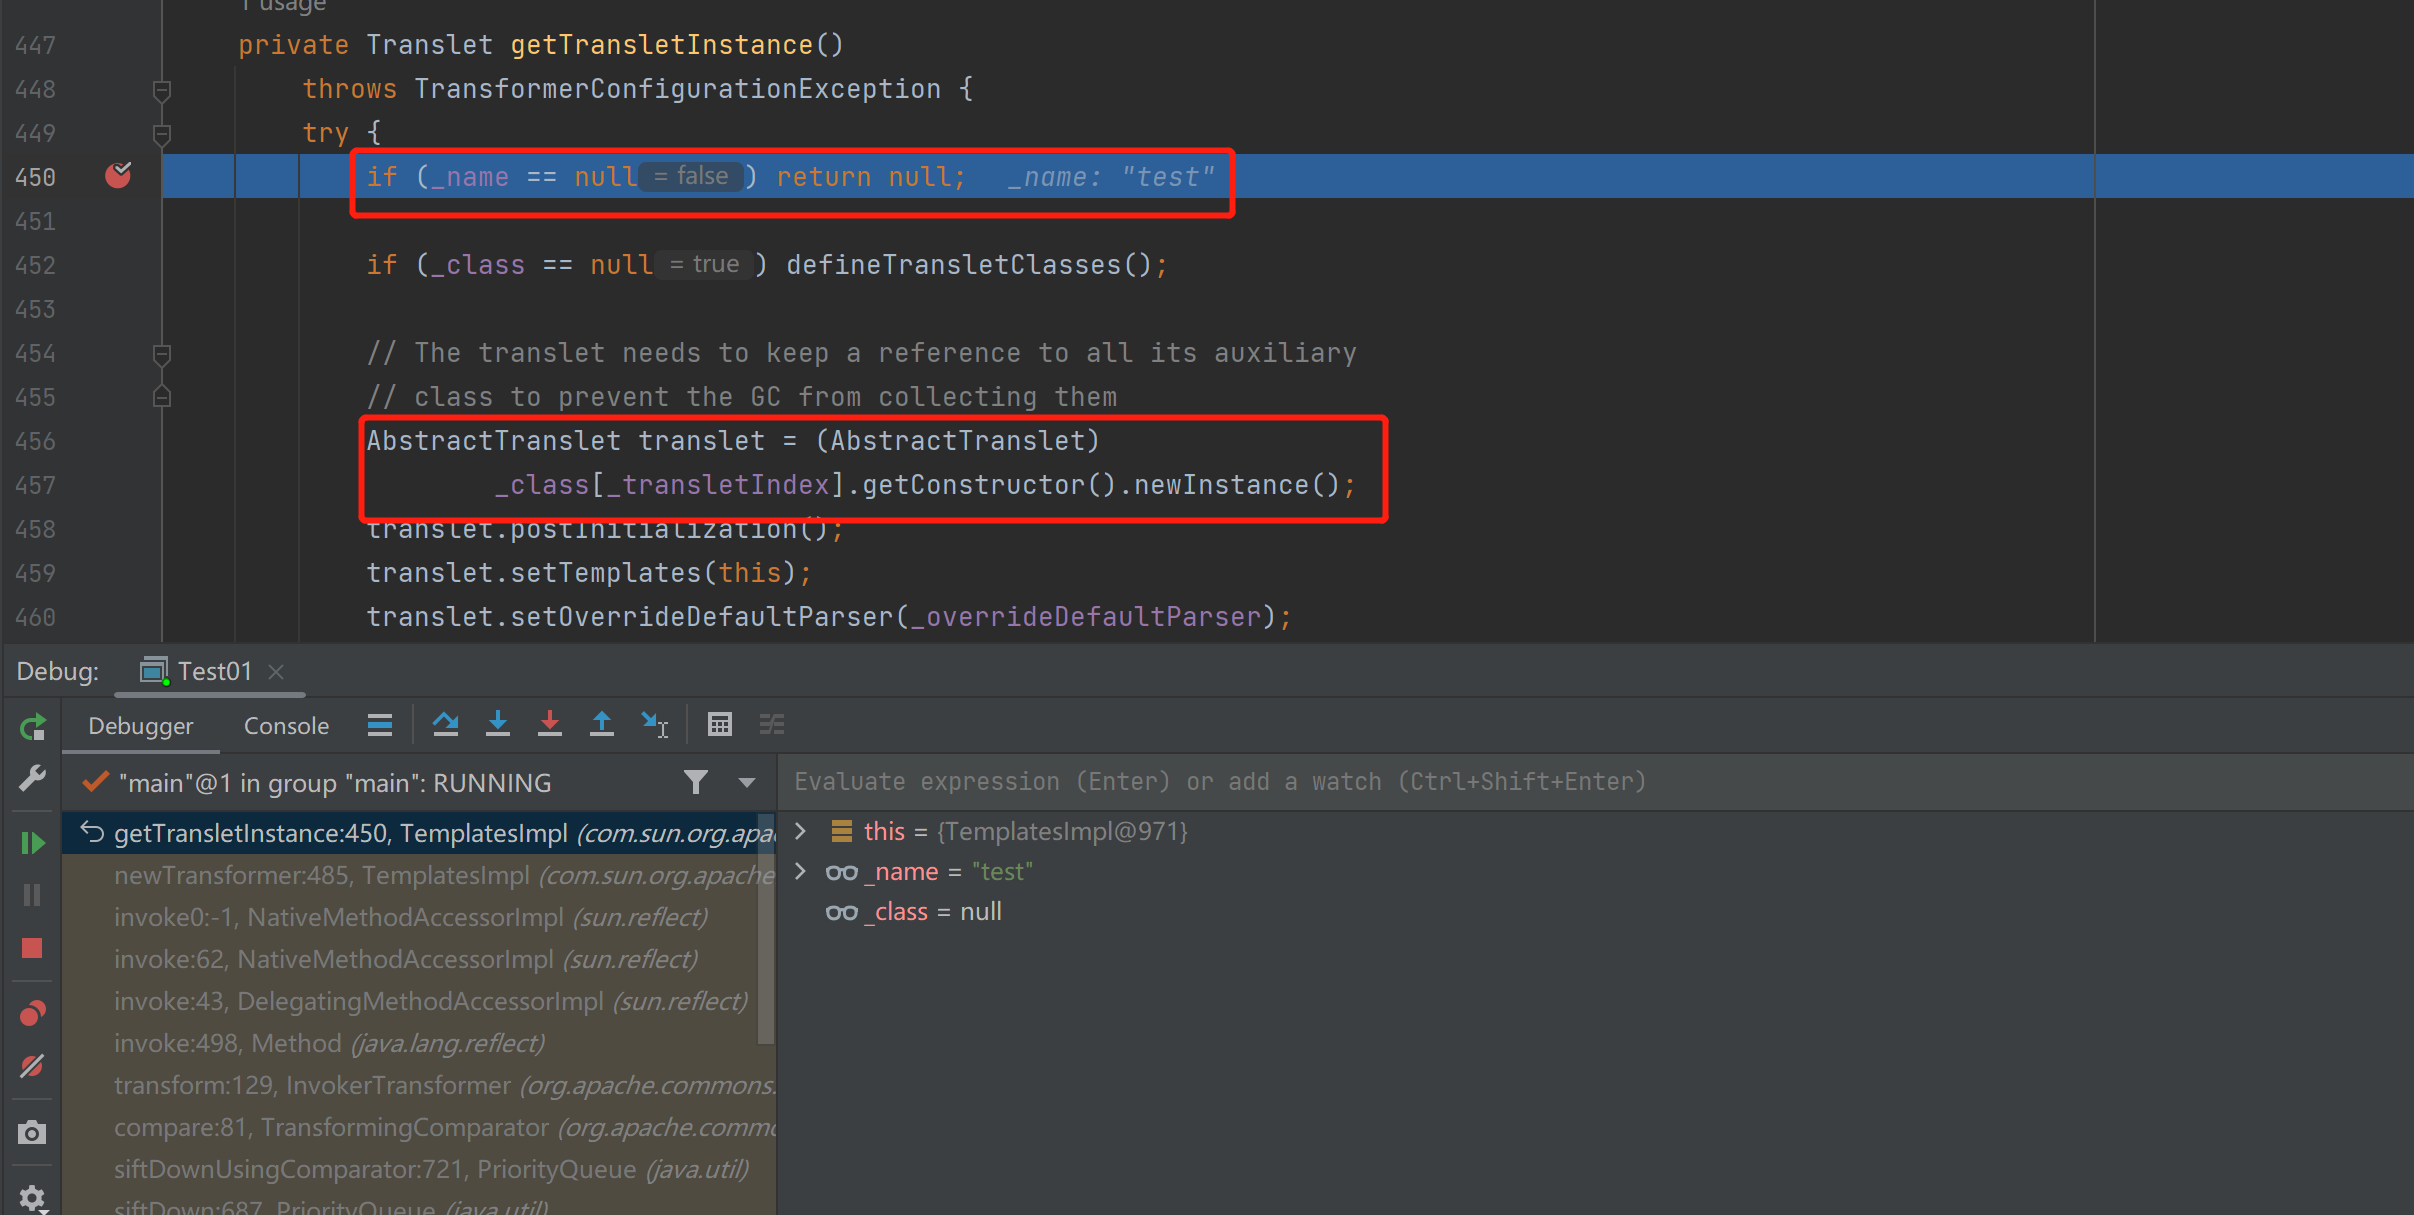 1 usage
447 private Translet getTransletInstance()
448 throws TransformerConfigurationException {
449 try {
450 if (_name == null = false ) return null; _name: "test"
451
452 if (_class == null = true ) defineTransletClasses();
453
454 // The translet needs to keep a reference to all its auxiliary
455 // class to prevent the GC from collecting them
456 AbstractTranslet translet = (AbstractTranslet)
457 _class[_transletIndex].getConstructor().newInstance();
458 translet.postInitialization();
459 translet.setTemplates(this);
460 translet.setOverrideDefaultParser(_overrideDefaultParser);
Debug: Test01
Debugger Console
"main"@1 in group "main": RUNNING
Evaluate expression (Enter) or add a watch (Ctrl+Shift+Enter)
getTransletInstance:450, TemplatesImpl (com.sun.org.apac
this = {TemplatesImpl@971}
newTransformer:485, TemplatesImpl (com.sun.org.apache
_name = "test"
invoke0:-1, NativeMethodAccessorImpl (sun.reflect)
_class = null
invoke:62, NativeMethodAccessorImpl (sun.reflect)
invoke:43, DelegatingMethodAccessorImpl (sun.reflect)
invoke:498, Method (java.lang.reflect)
transform:129, InvokerTransformer (org.apache.commons.
compare:81, TransformingComparator (org.apache.commo
siftDownUsingComparator:721, PriorityQueue (java.util)
siftDown:687, PriorityQueue (java.util)